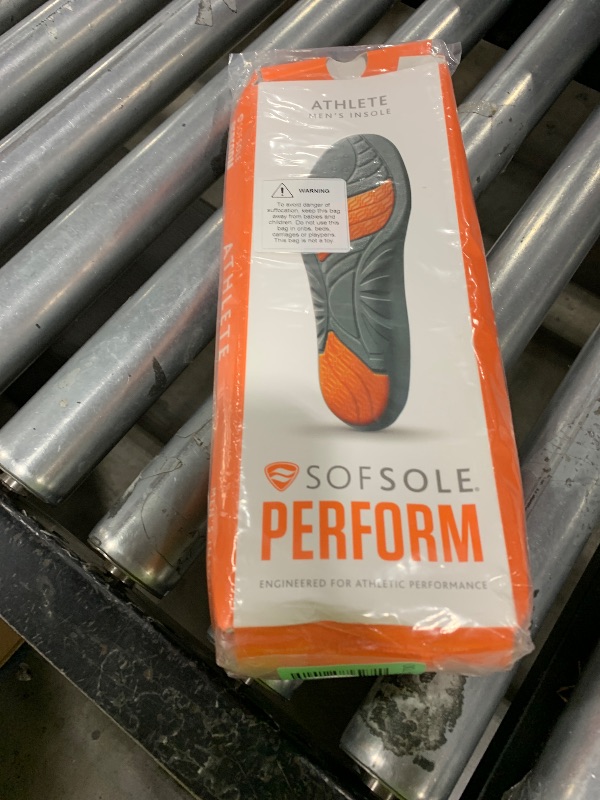 ATHLETE
MEN'S INSOLE
WARNING
To avoid danger of
suffocation, keep this bag
away from babies and
children. Do not use this
bag in cribs, beds,
carriages or playpens.
This bag is not a toy.
ATHLETE
SOFSOLE®
PERFORM
ENGINEERED FOR ATHLETIC PERFORMANCE